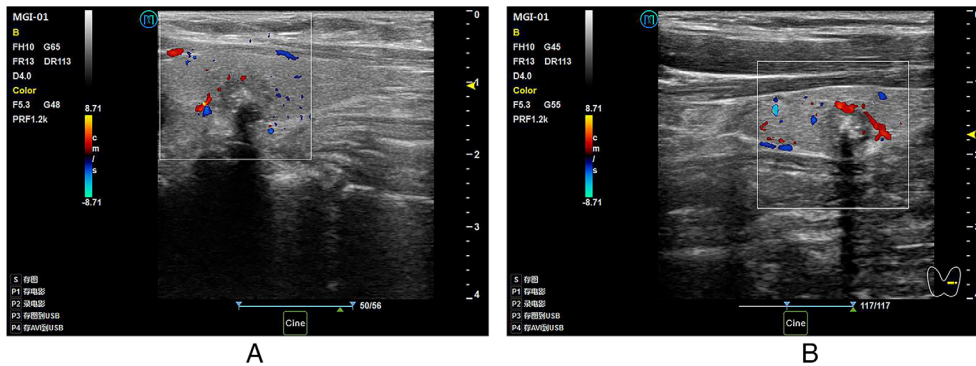 MGI-01
B
FH10 G65
FR13 DR113
D4.0
Color
F5.3 G48
PRF1.2k
8.71
c
m
/
s
-8.71
S 存图
P1 存电影
P2 录电影
P3 存图到USB
P4 存AVI到USB
M
0
1
2
3
4
50/56
Cine
A
MGI-01
B
FH10 G45
FR13 DR113
D4.0
Color
F5.3 G55
PRF1.2k
8.71
c
m
/
s
-8.71
S 存图
P1 存电影
P2 录电影
P3 存图到USB
P4 存AVI到USB
M
0
1
2
3
117/117
Cine
B